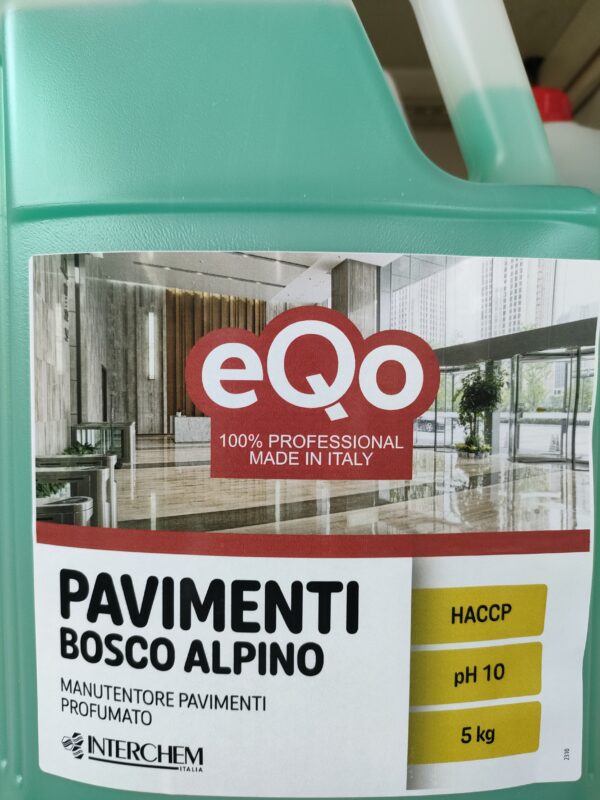 eQo
100% PROFESSIONAL
MADE IN ITALY
PAVIMENTI
BOSCO ALPINO
MANUTENTORE PAVIMENTI
PROFUMATO
INTERCHEM
ITALIA
HACCP
pH 10
5 kg
2316